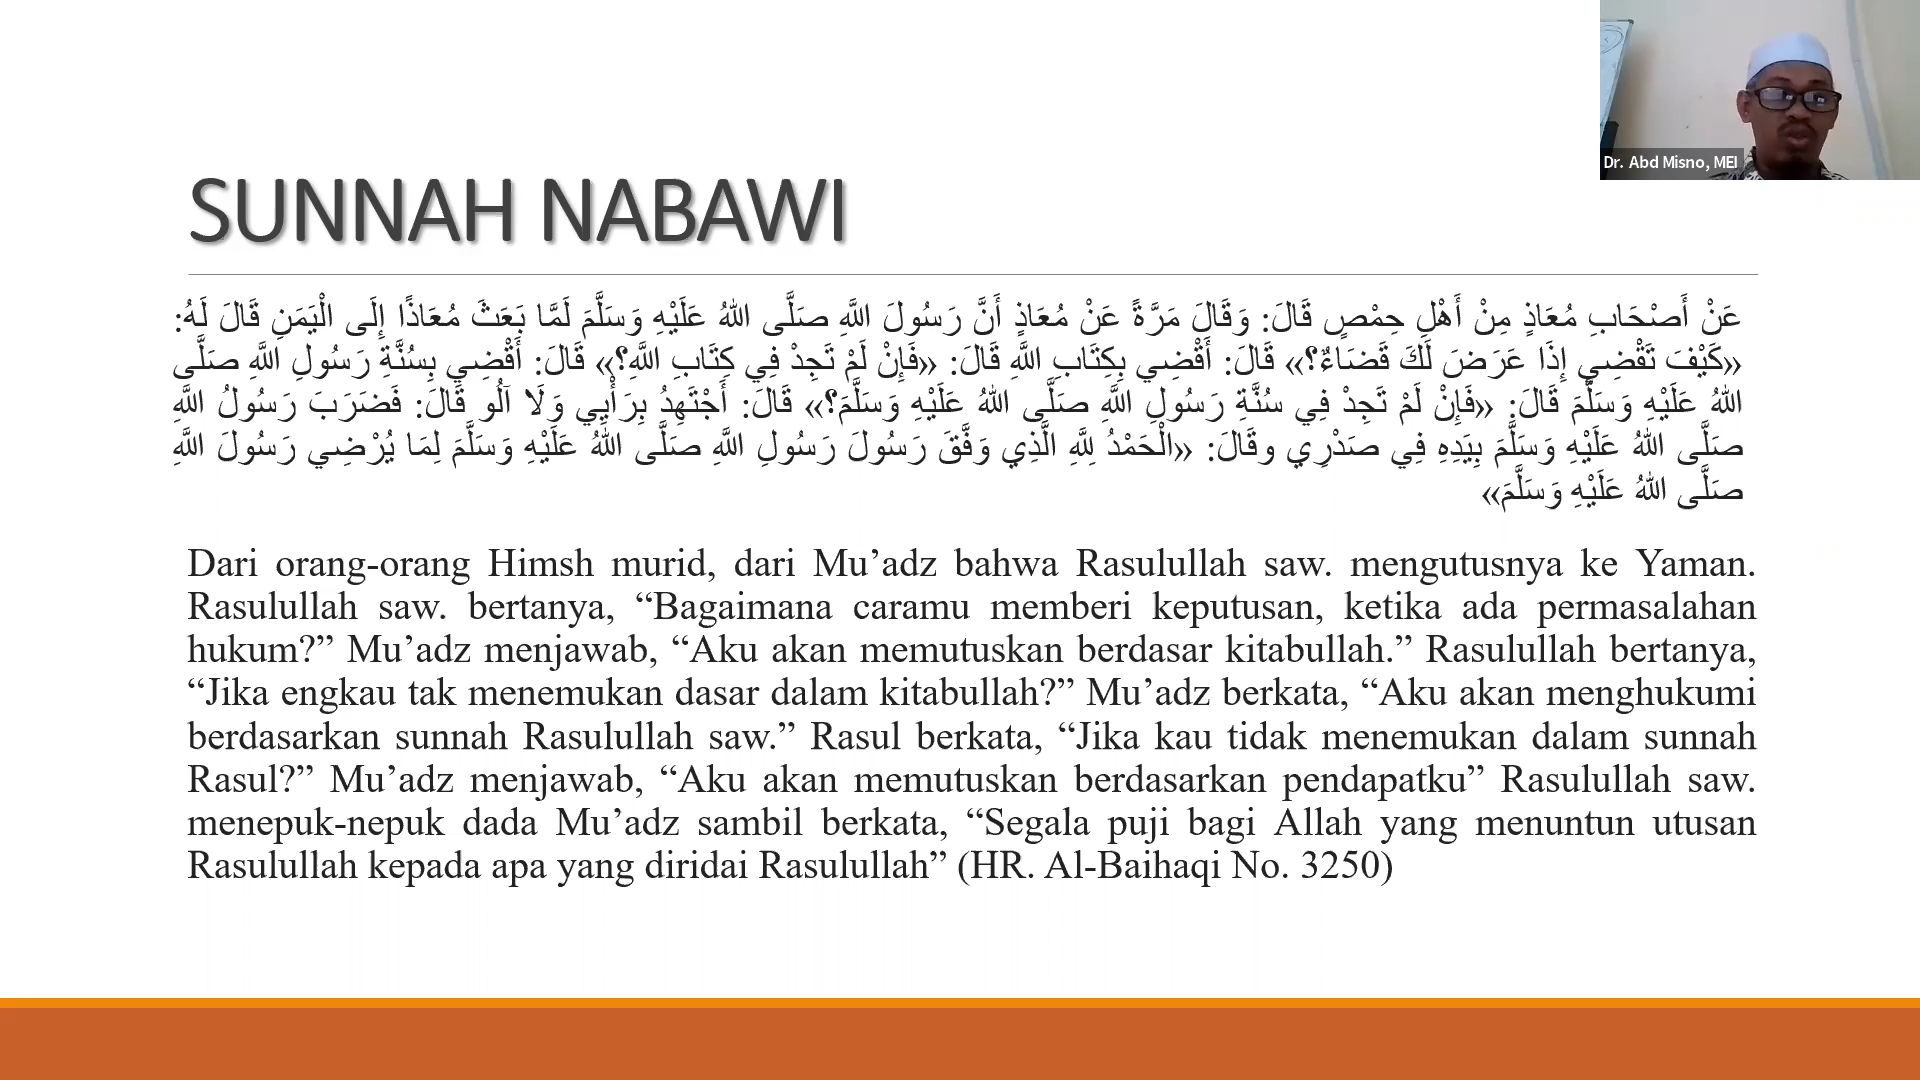 Dr. Abd Misno, MEI
SUNNAH NABAWI
عَنْ أَصْحَابِ مُعَاذٍ مِنْ أَهْلِ حِمْصٍ قَالَ: وَقَالَ مَرَّةً عَنْ مُعَاذٍ أَنَّ رَسُولَ اللَّهِ صَلَّى اللهُ عَلَيْهِ وَسَلَّمَ لَمَّا بَعَثَ مُعَاذًا إِلَى الْيَمَنِ قَالَ لَهُ:
«كَيْفَ تَقْضِي إِذَا عَرَضَ لَكَ قَضَاءٌ؟» قَالَ: أَقْضِي بِكِتَابِ اللَّهِ قَالَ: «فَإِنْ لَمْ تَجِدْ فِي كِتَابِ اللَّهِ؟» قَالَ: أَقْضِي بِسُنَّةِ رَسُولِ اللَّهِ صَلَّى
اللهُ عَلَيْهِ وَسَلَّمَ قَالَ: «فَإِنْ لَمْ تَجِدْ فِي سُنَّةِ رَسُولِ اللَّهِ صَلَّى اللهُ عَلَيْهِ وَسَلَّمَ؟» قَالَ: أَجْتَهِدُ بِرَأْيِي وَلَا آلُو قَالَ: فَضَرَبَ رَسُولُ اللَّهِ
صَلَّى اللهُ عَلَيْهِ وَسَلَّمَ بِيَدِهِ فِي صَدْرِي وقَالَ: «الْحَمْدُ لِلَّهِ الَّذِي وَفَّقَ رَسُولَ رَسُولِ اللَّهِ صَلَّى اللهُ عَلَيْهِ وَسَلَّمَ لِمَا يُرْضِي رَسُولَ اللَّهِ
صَلَّى اللهُ عَلَيْهِ وَسَلَّمَ»
Dari orang-orang Himsh murid, dari Mu’adz bahwa Rasulullah saw. mengutusnya ke Yaman.
Rasulullah saw. bertanya, “Bagaimana caramu memberi keputusan, ketika ada permasalahan
hukum?” Mu’adz menjawab, “Aku akan memutuskan berdasar kitabullah.” Rasulullah bertanya,
“Jika engkau tak menemukan dasar dalam kitabullah?” Mu’adz berkata, “Aku akan menghukumi
berdasarkan sunnah Rasulullah saw.” Rasul berkata, “Jika kau tidak menemukan dalam sunnah
Rasul?” Mu’adz menjawab, “Aku akan memutuskan berdasarkan pendapatku” Rasulullah saw.
menepuk-nepuk dada Mu’adz sambil berkata, “Segala puji bagi Allah yang menuntun utusan
Rasulullah kepada apa yang diridai Rasulullah” (HR. Al-Baihaqi No. 3250)